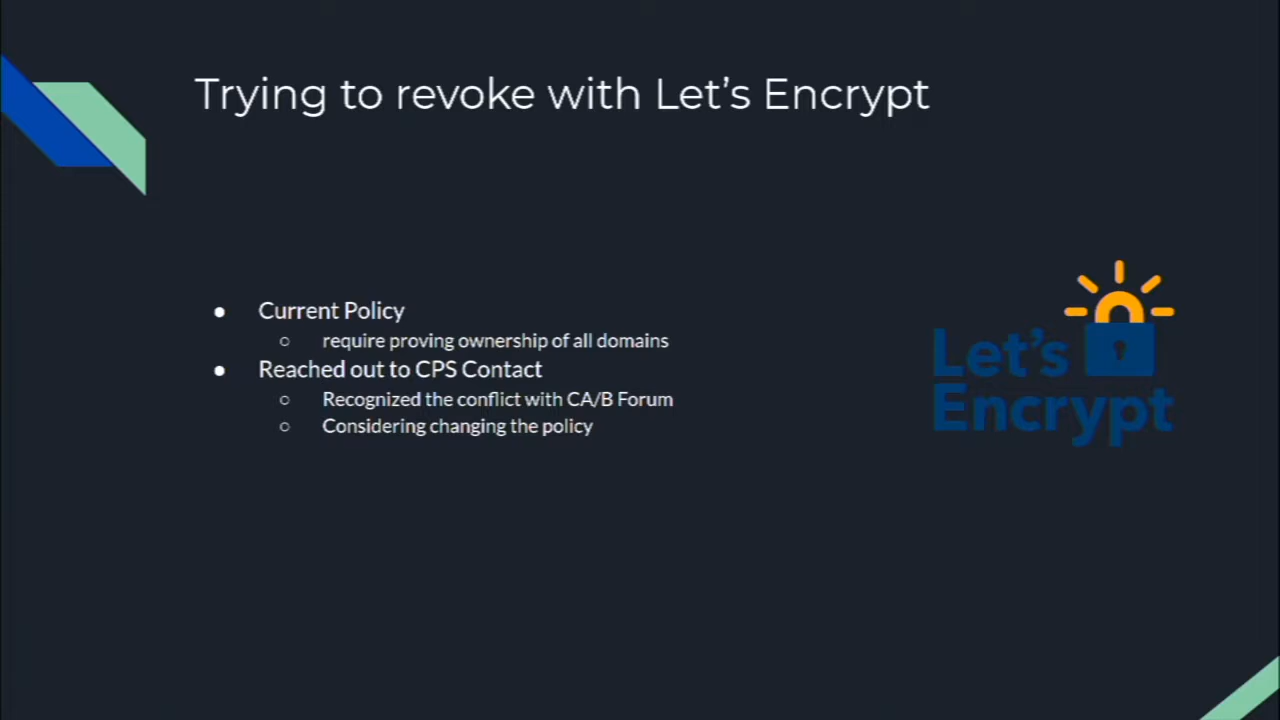 Trying to revoke with Let's Encrypt
● Current Policy
○ require proving ownership of all domains
● Reached out to CPS Contact
○ Recognized the conflict with CA/B Forum
○ Considering changing the policy
Let's
Encrypt